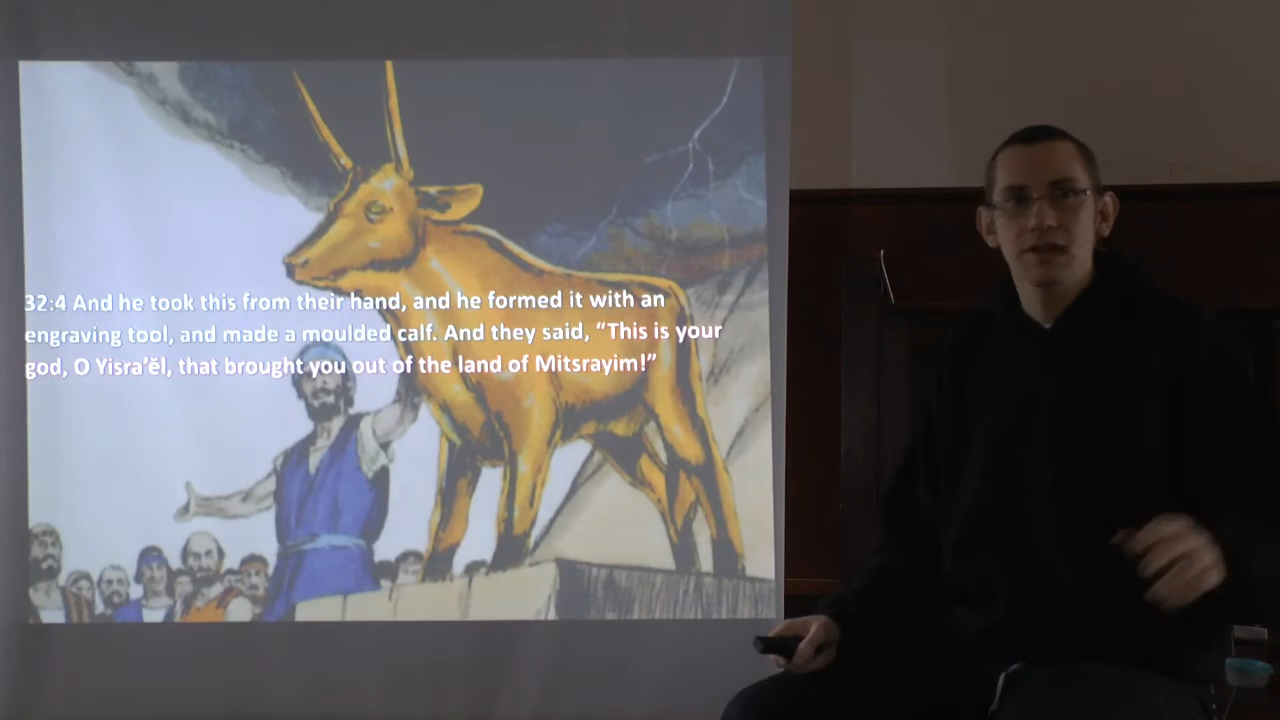 32:4 And he took this from their hand, and he formed it with an
engraving tool, and made a moulded calf. And they said, “This is your
god, O Yisra’ĕl, that brought you out of the land of Mitsrayim!”